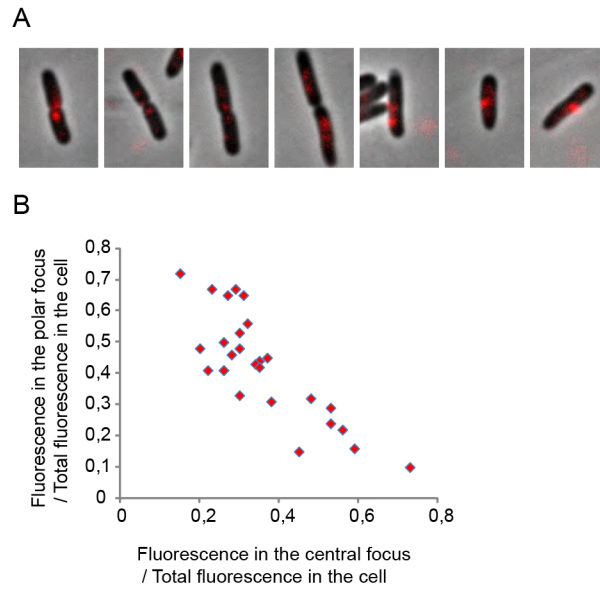 A
B
0,8
0,7
0,6
0,5
0,4
0,3
0,2
0,1
0
0
0,2
0,4
0,6
0,8
Fluorescence in the polar focus
/ Total fluorescence in the cell
Fluorescence in the central focus
/ Total fluorescence in the cell